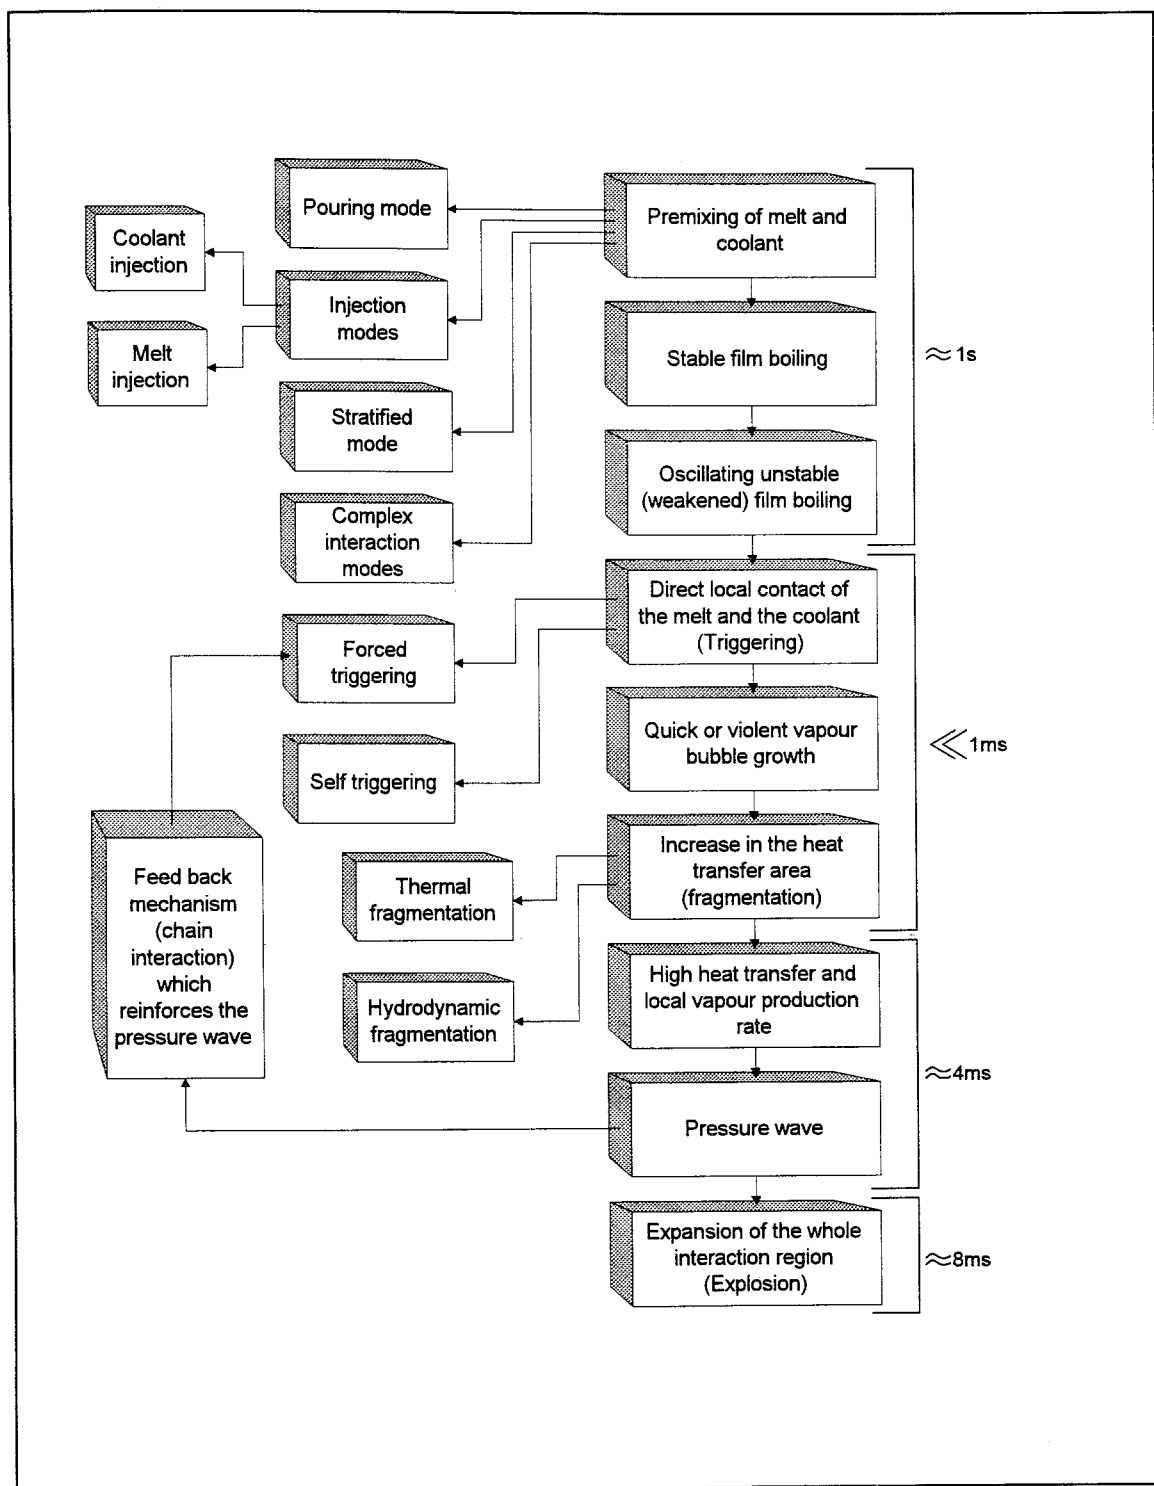 Pouring mode
Premixing of melt and
coolant
Coolant
injection
Injection
modes
Melt
injection
Stable film boiling
≈1s
Stratified
mode
Oscillating unstable
(weakened) film boiling
Complex
interaction
modes
Direct local contact of
the melt and the coolant
(Triggering)
Forced
triggering
Quick or violent vapour
bubble growth
≪1ms
Self triggering
Increase in the heat
transfer area
(fragmentation)
Thermal
fragmentation
Feed back
mechanism
(chain
interaction)
which
reinforces the
pressure wave
High heat transfer and
local vapour production
rate
Hydrodynamic
fragmentation
≈4ms
Pressure wave
Expansion of the whole
interaction region
(Explosion)
≈8ms